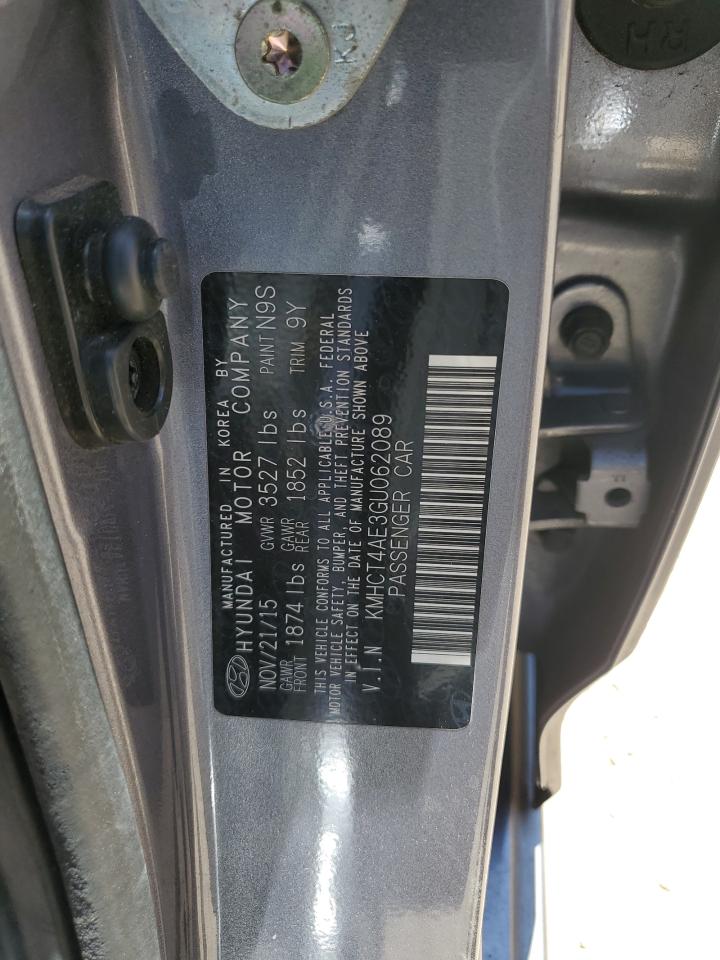 MANUFACTURED IN KOREA BY
HYUNDAI MOTOR COMPANY
NOV/21/15 GVWR 3527 lbs PAINT N9S
GAWR FRONT 1874 lbs GAWR REAR 1852 lbs TRIM 9Y
THIS VEHICLE CONFORMS TO ALL APPLICABLE U.S.A. FEDERAL
MOTOR VEHICLE SAFETY, BUMPER, AND THEFT PREVENTION STANDARDS
IN EFFECT ON THE DATE OF MANUFACTURE SHOWN ABOVE
V.I.N KMHCT4AE3GU062089
PASSENGER CAR
KJ
RH